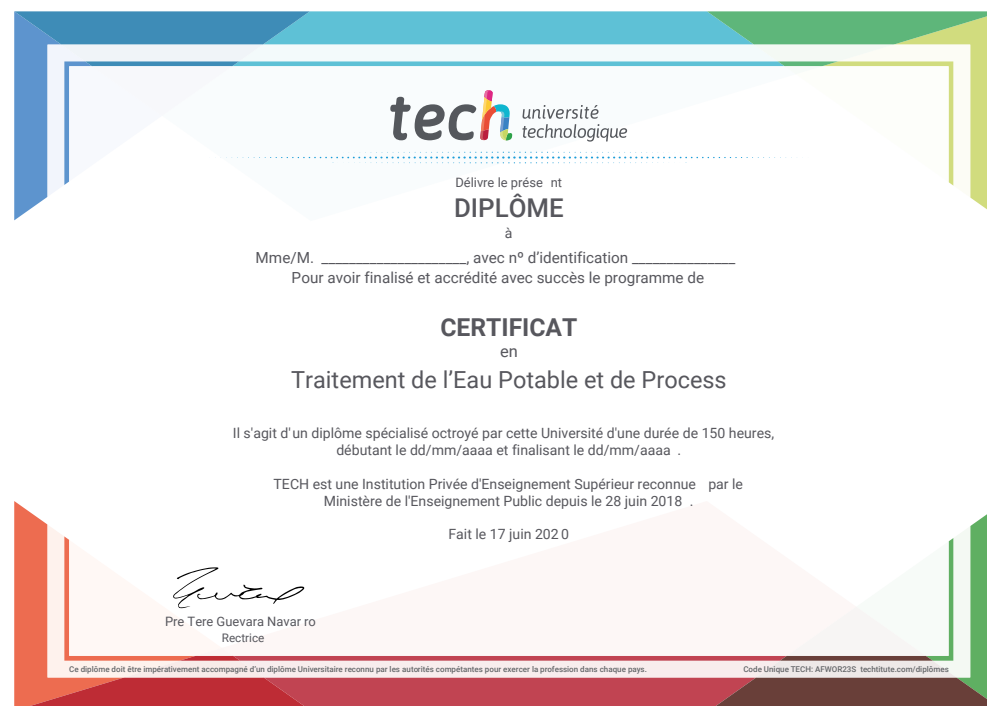 tech université
technologique
Délivre le prése nt
DIPLÔME
à
Mme/M. _____________________, avec nº d’identification _______________
Pour avoir finalisé et accrédité avec succès le programme de
CERTIFICAT
en
Traitement de l’Eau Potable et de Process
Il s'agit d'un diplôme spécialisé octroyé par cette Université d'une durée de 150 heures,
débutant le dd/mm/aaaa et finalisant le dd/mm/aaaa .
TECH est une Institution Privée d'Enseignement Supérieur reconnue par le
Ministère de l'Enseignement Public depuis le 28 juin 2018 .
Fait le 17 juin 2020
Pre Tere Guevara Navar ro
Rectrice
Ce diplôme doit être impérativement accompagné d'un diplôme Universitaire reconnu par les autorités compétantes pour exercer la profession dans chaque pays.
Code Unique TECH: AFWOR23S techtitute.com/diplômes